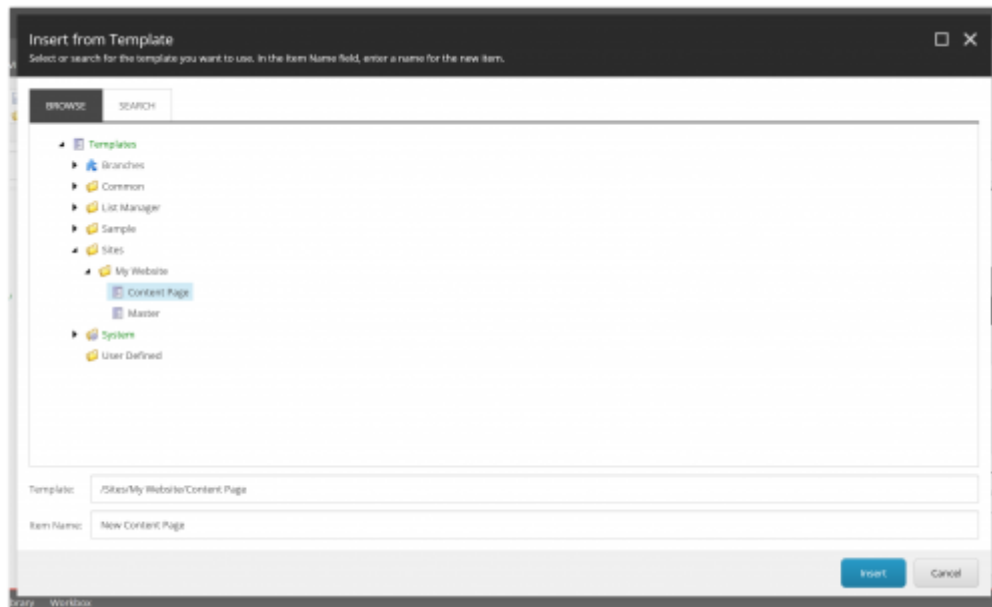 Insert from Template
Select or search for the template you want to use. In the Item Name field, enter a name for the new item.
BROWSE SEARCH
Templates
Branches
Common
List Manager
Sample
Sites
My Website
Content Page
Master
System
User Defined
Template: /Sites/My Website/Content Page
Item Name: New Content Page
Insert Cancel
brary Workbox